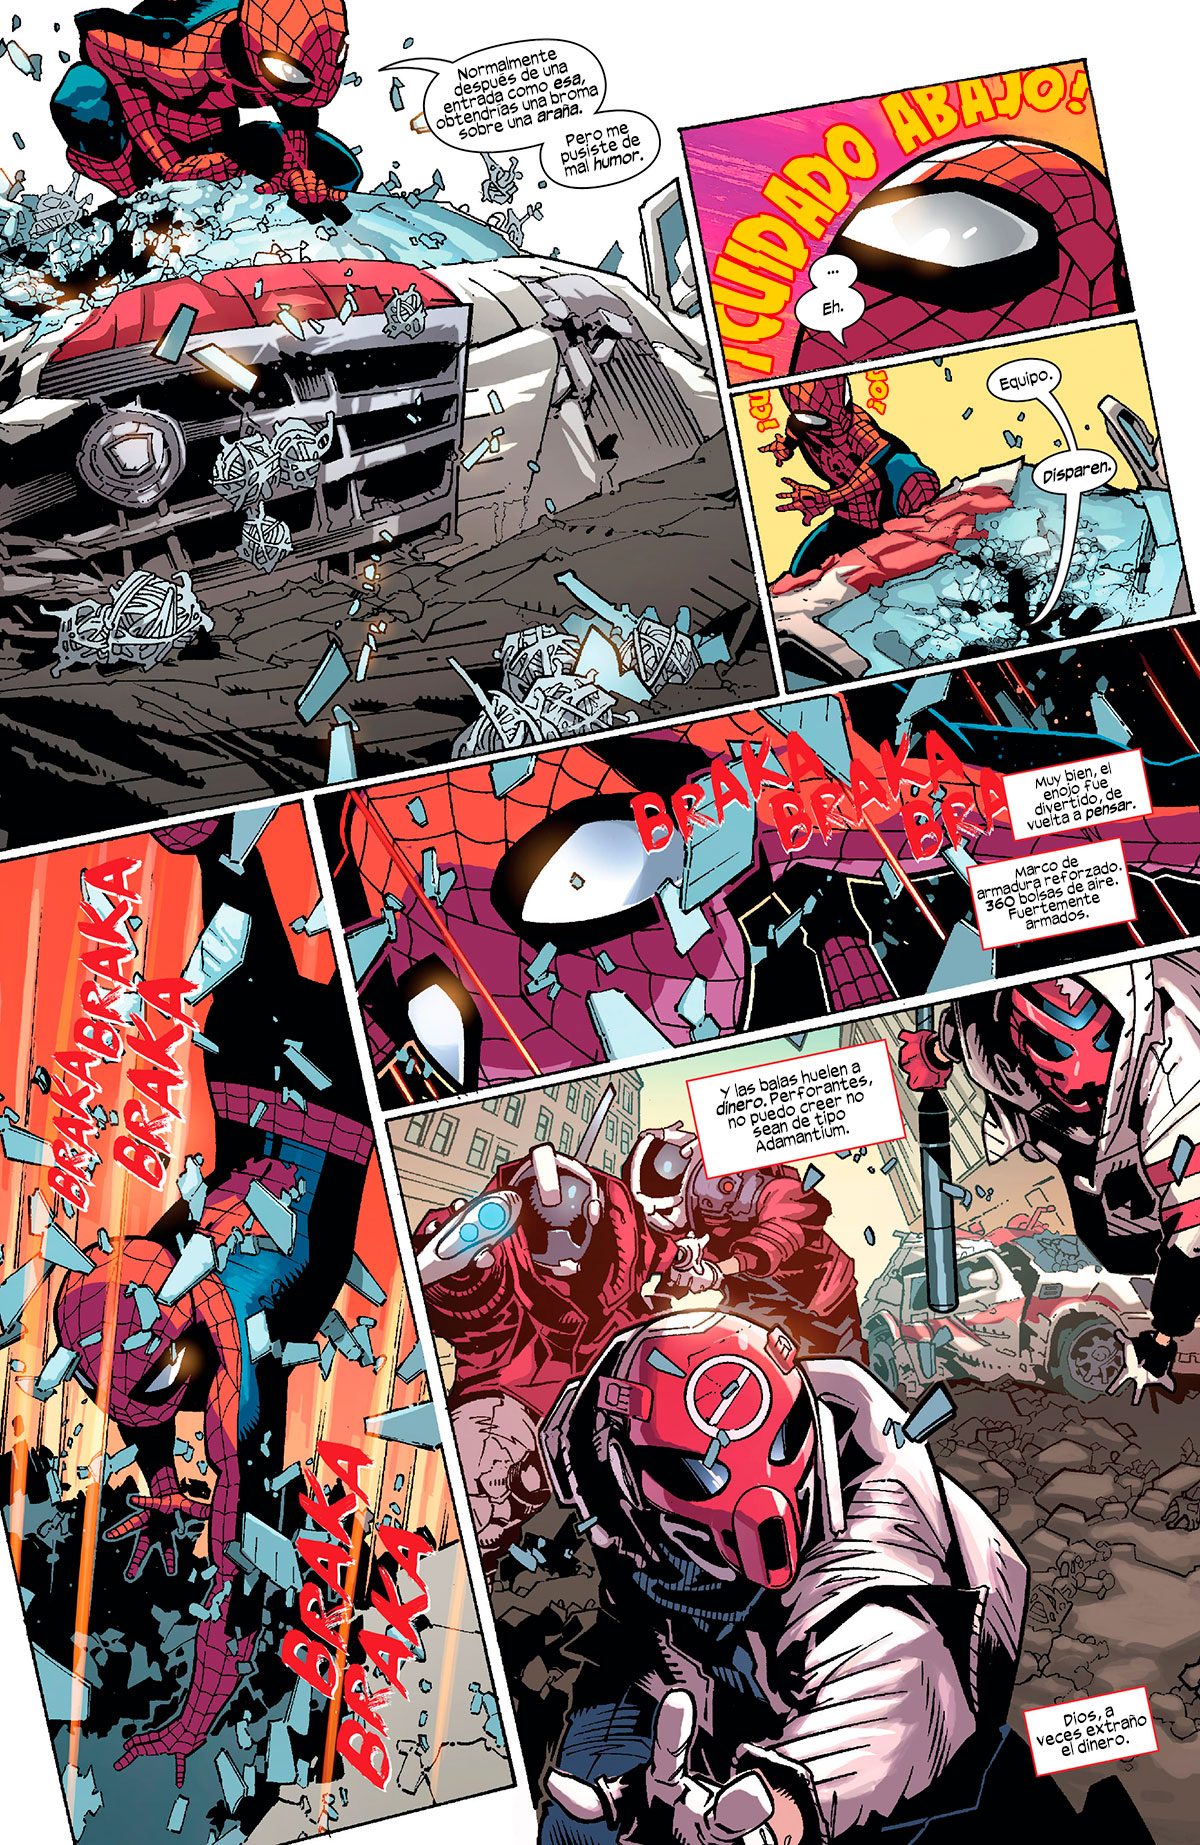 Normalmente
después de una
entrada como esa,
obtendrías una broma
sobre una araña.
Pero me
pusiste de
mal humor.
¡CUIDADO ABAJO!
...
Eh.
Equipo.
Disparen.
BRAKA
BRAKA
BRA
Muy bien, el
enojo fue
divertido, de
vuelta a pensar.
Marco de
armadura reforzado.
360 bolsas de aire.
Fuertemente
armados.
BRAKA
BRAKA
BRAKA
BRAKA
BRAKA
Y las balas huelen a
dinero. Perforantes,
no puedo creer no
sean de tipo
Adamantium.
Dios, a
veces extraño
el dinero.